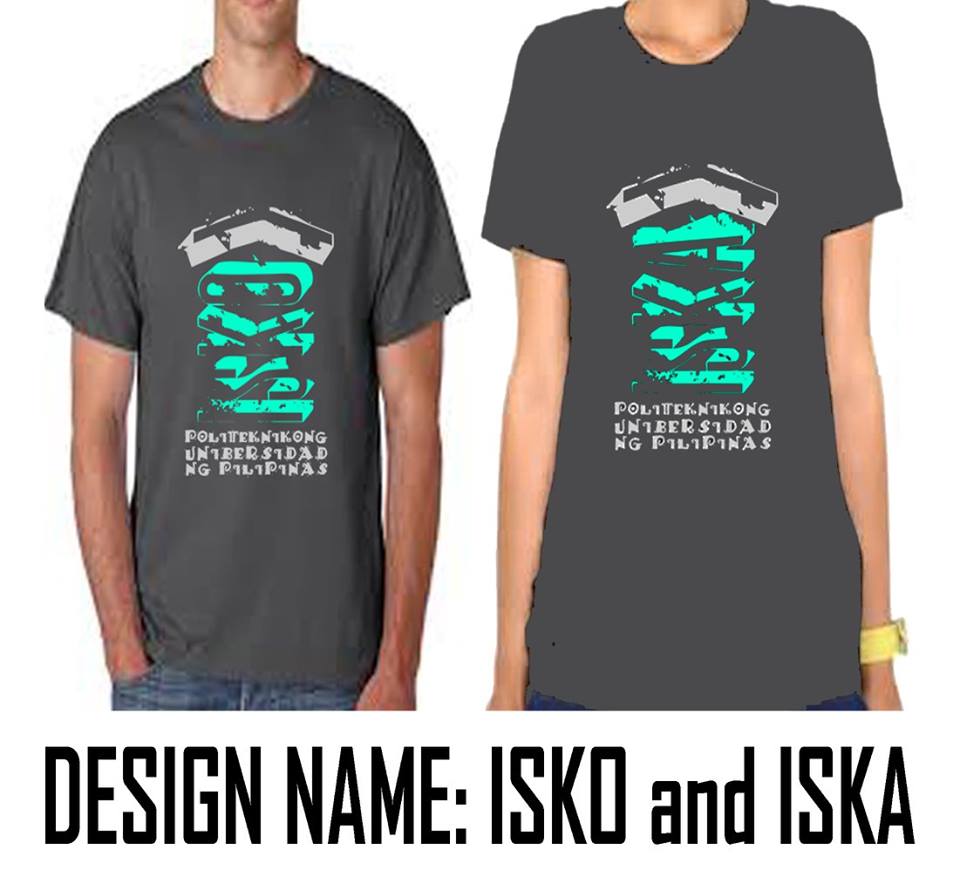 ISKO
POLITEKNIKONG
UNIBERSIDAD
NG PILIPINAS
ISKA
POLITEKNIKONG
UNIBERSIDAD
NG PILIPINAS
DESIGN NAME: ISKO and ISKA